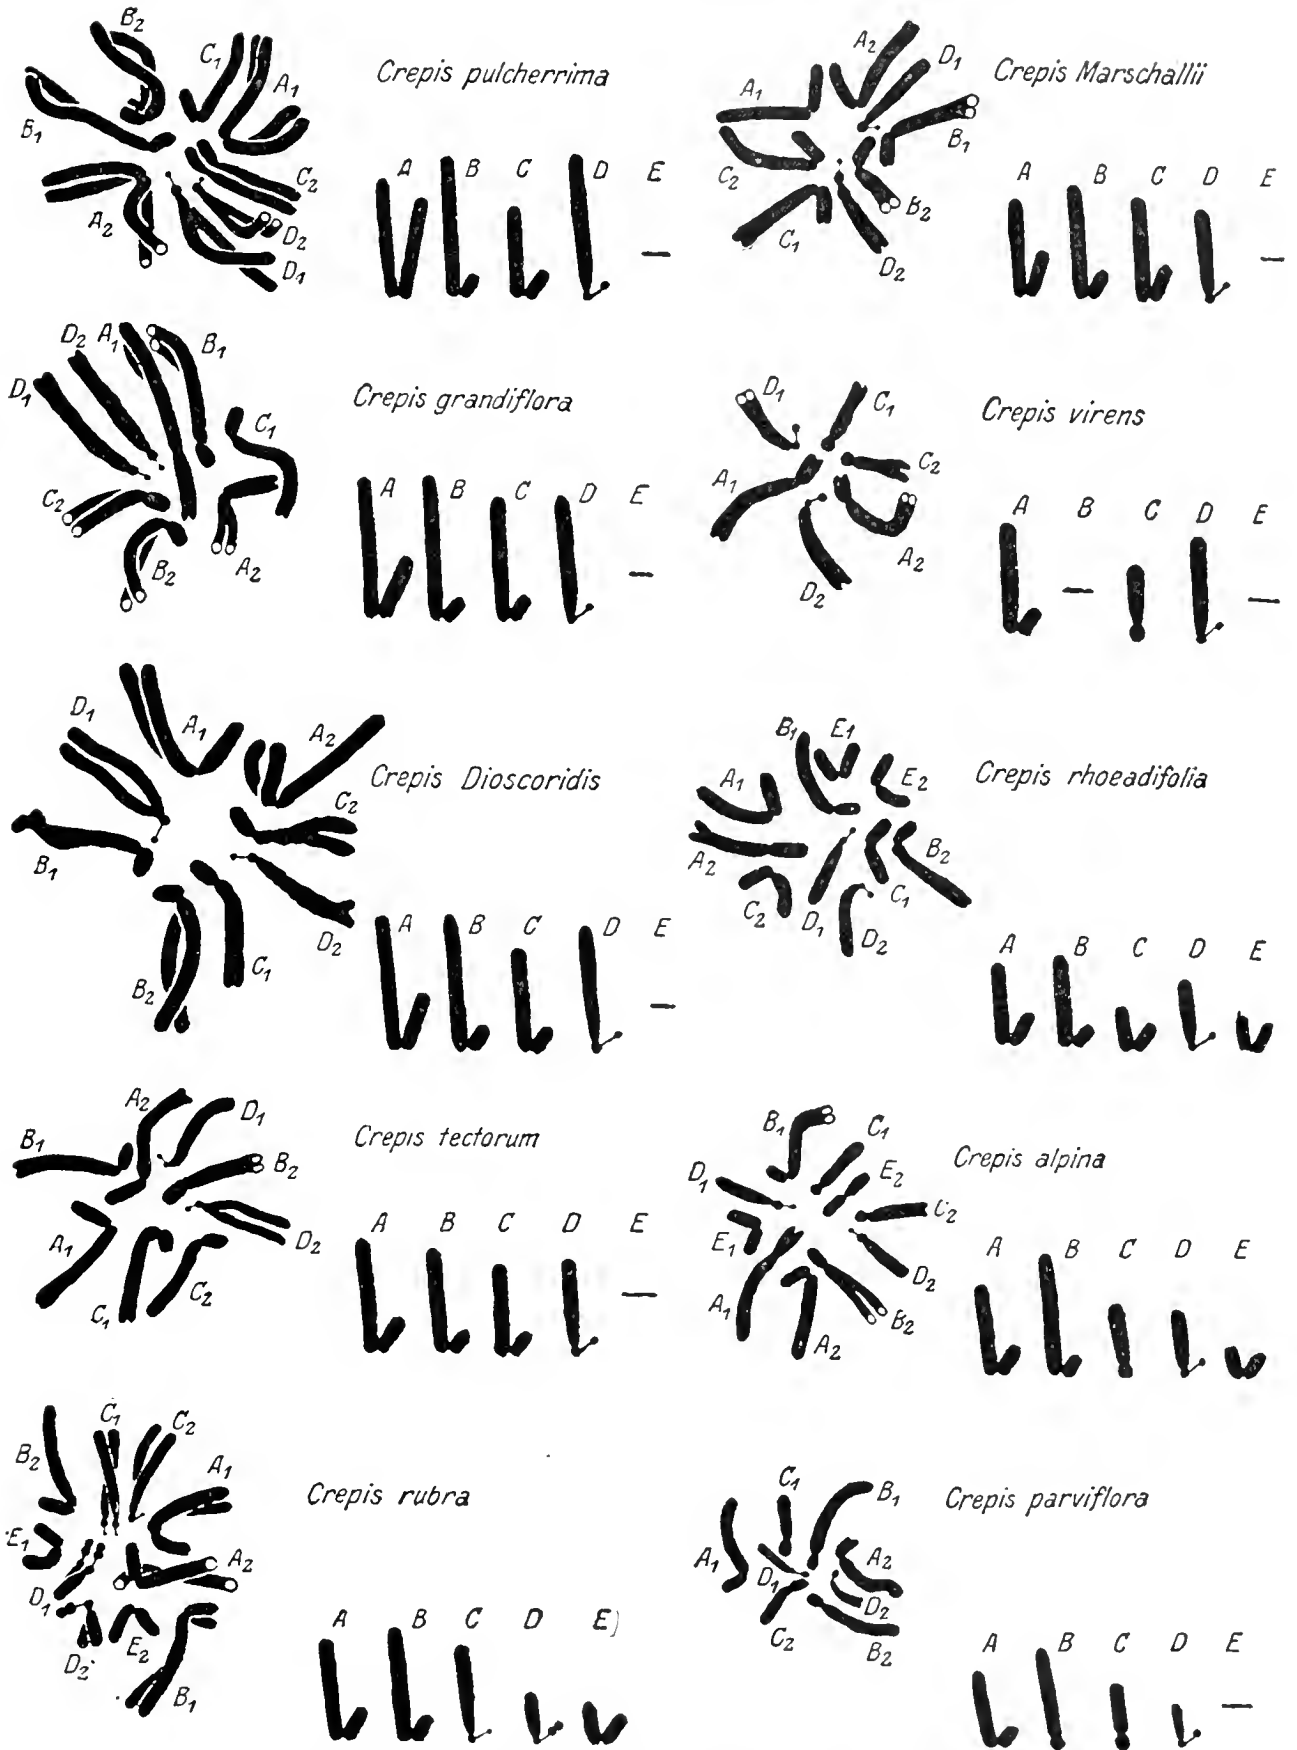 B₂
C₁
A₁
B₁
C₂
A₂
D₂
D₁
Crepis pulcherrima
A B C D E
—
A₂
D₁
A₁
B₁
C₂
B₂
C₁
D₂
Crepis Marschallii
A B C D E
—
D₂ A₁
B₁
D₁
C₁
C₂
B₂
A₂
Crepis grandiflora
A B C D E
—
D₁
C₁
C₂
A₁
A₂
D₂
Crepis virens
A B C D E
— —
D₁
A₁
A₂
C₂
B₁
D₂
C₁
B₂
Crepis Dioscoridis
A B C D E
—
B₁ E₁
A₁
E₂
A₂
B₂
C₂ D₁ C₁
D₂
Crepis rhoeadifolia
A B C D E
A₂
D₁
B₁
B₂
A₁
D₂
C₂
C₁
Crepis tectorum
A B C D E
—
B₁
C₁
D₁
E₂
C₂
E₁
D₂
A₁
B₂
A₂
Crepis alpina
A B C D E
C₁
C₂
B₂
A₁
E₁
A₂
D₁
E₂
D₂
B₁
Crepis rubra
A B C D E
C₁
B₁
A₁
A₂
D₁
D₂
C₂
B₂
Crepis parviflora
A B C D E
—